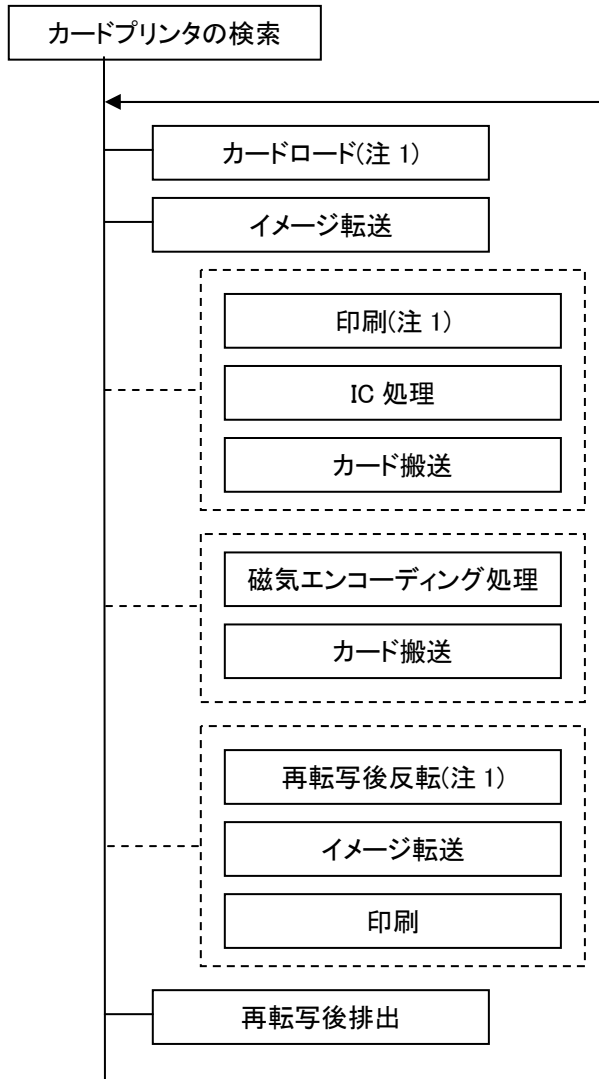 カードプリンタの検索
カードロード(注 1)
イメージ転送
印刷(注 1)
IC 処理
カード搬送
磁気エンコーディング処理
カード搬送
再転写後反転(注 1)
イメージ転送
印刷
再転写後排出